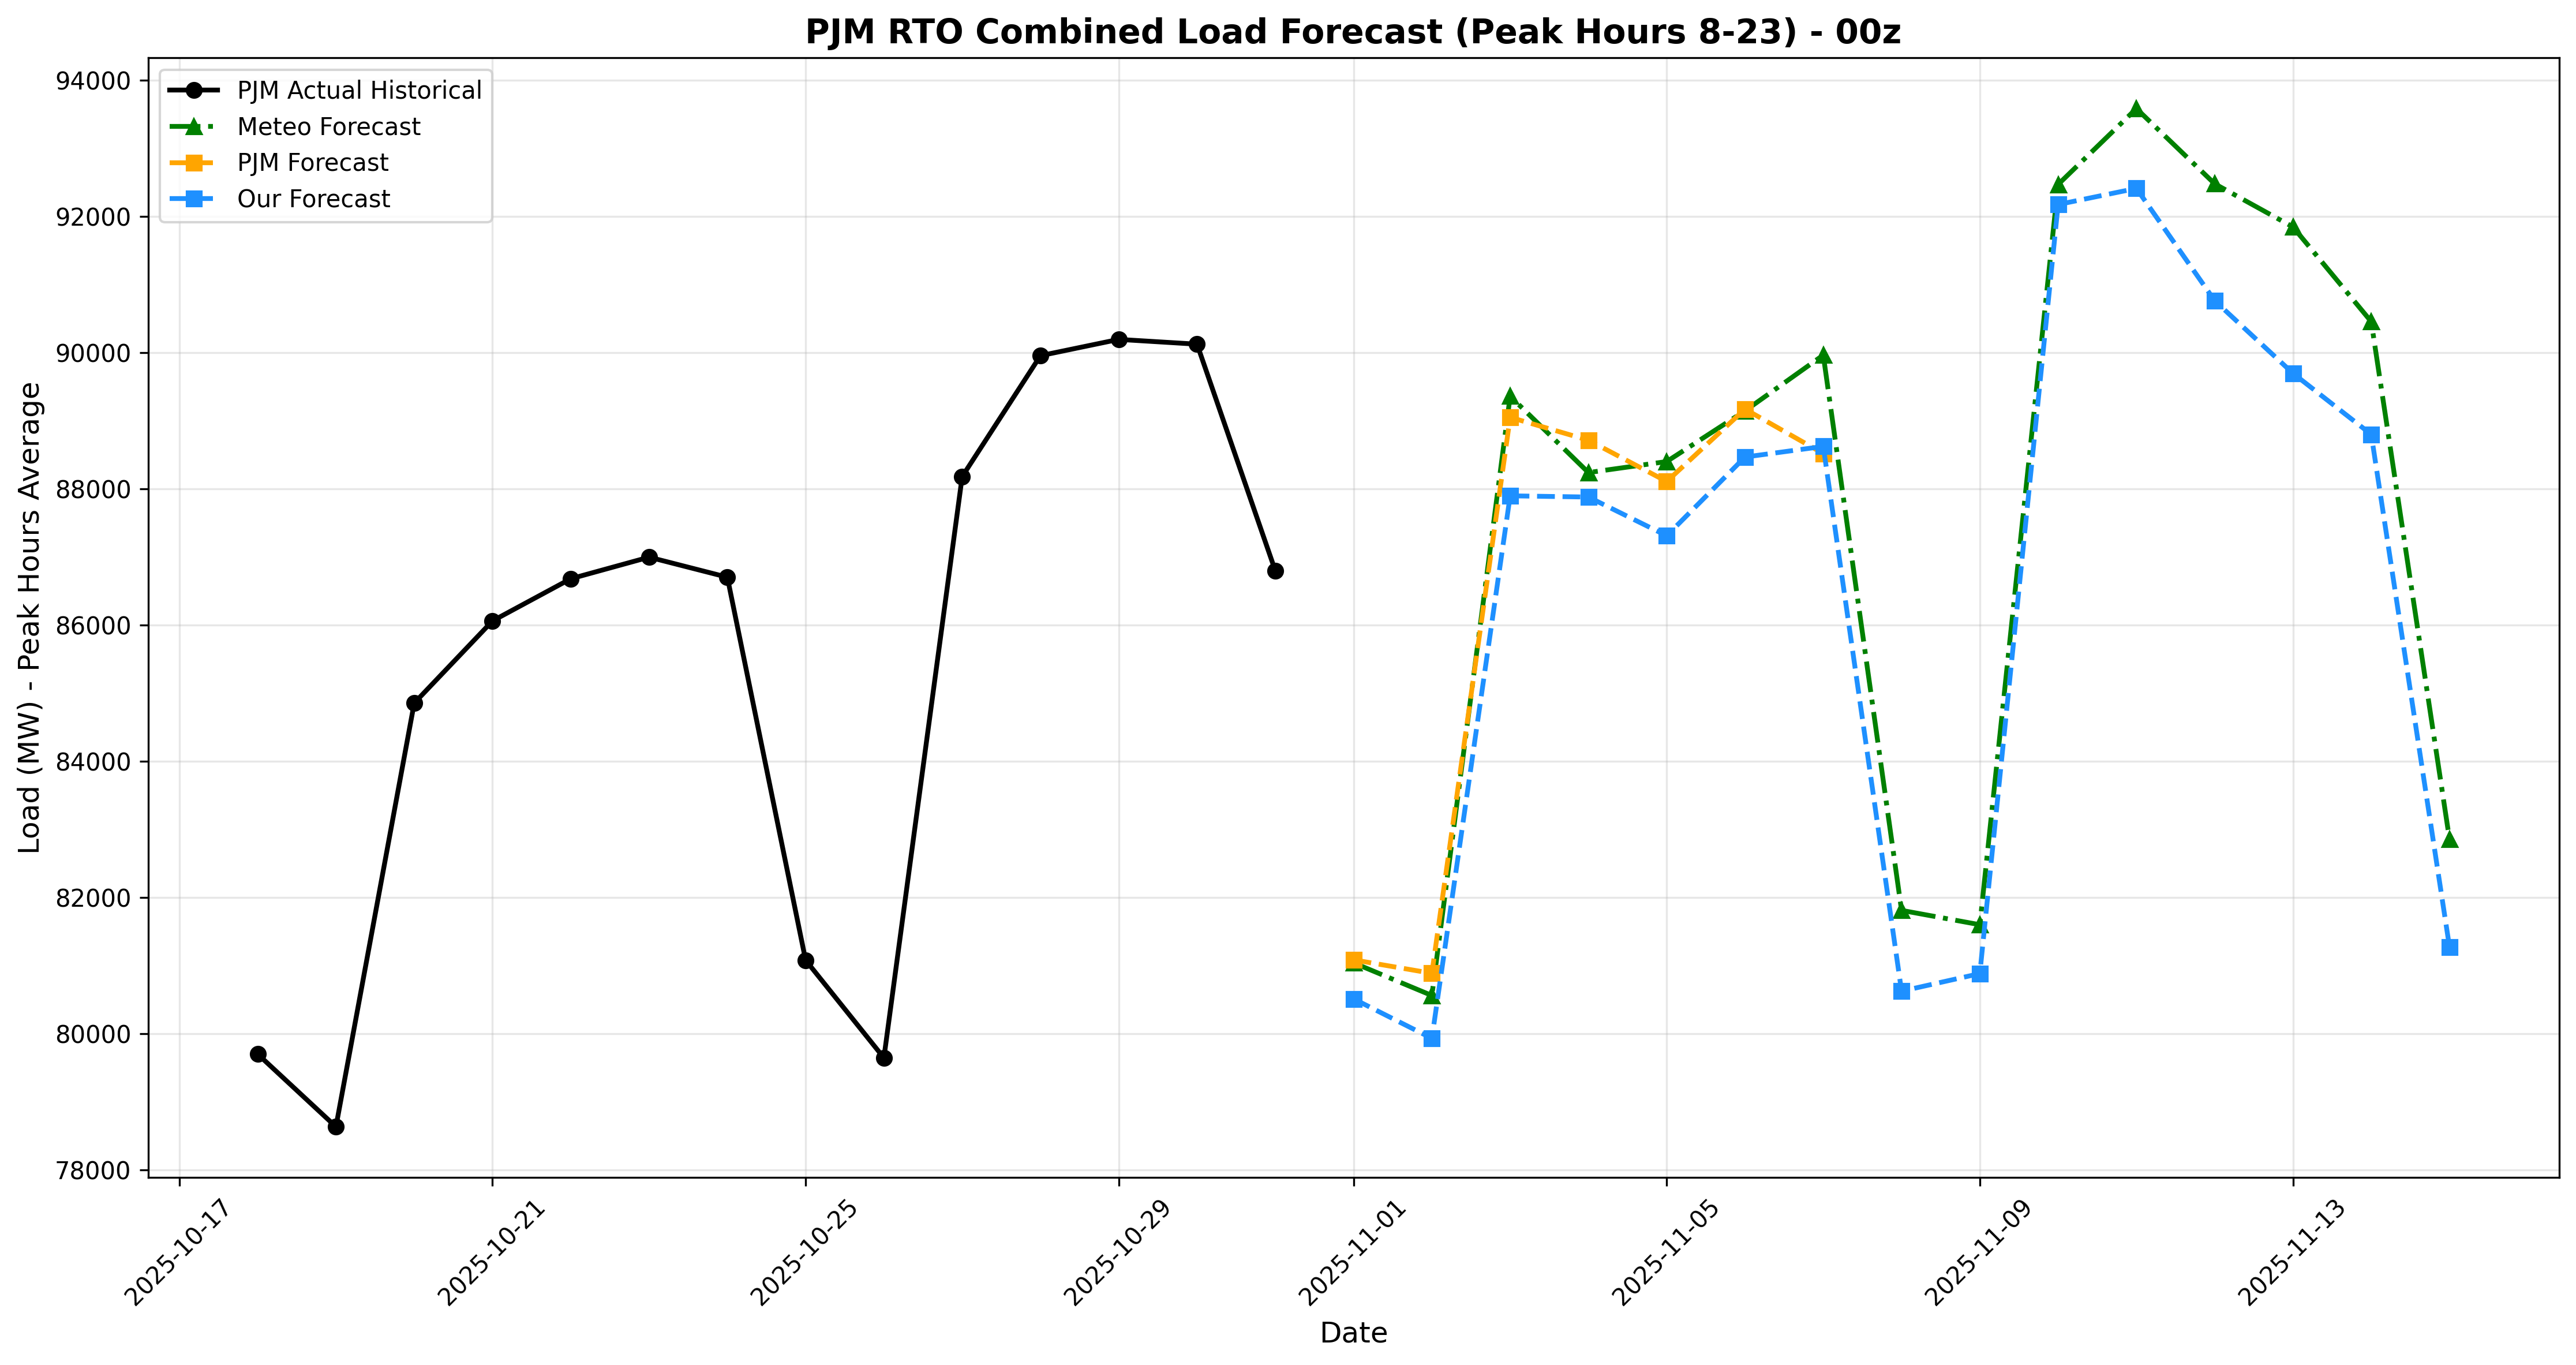 PJM RTO Combined Load Forecast (Peak Hours 8-23) - 00z
PJM Actual Historical
Meteo Forecast
PJM Forecast
Our Forecast
Load (MW) - Peak Hours Average
94000
92000
90000
88000
86000
84000
82000
80000
78000
2025-10-17
2025-10-21
2025-10-25
2025-10-29
2025-11-01
2025-11-05
2025-11-09
2025-11-13
Date